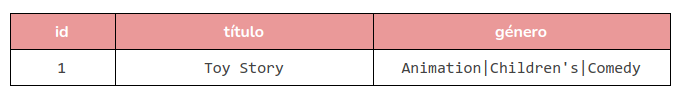 id título género
1 Toy Story Animation|Children's|Comedy